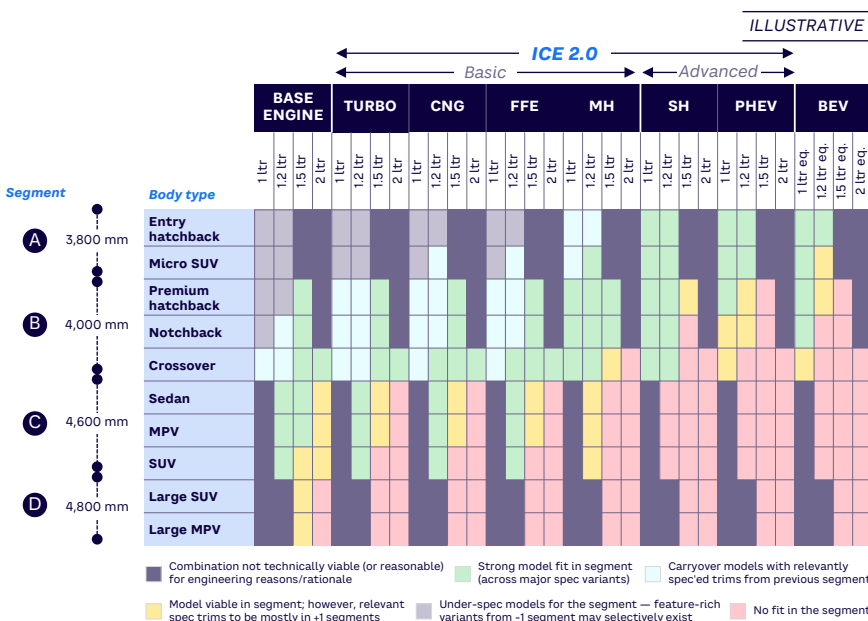 ILLUSTRATIVE
ICE 2.0
Basic
Advanced
BASE
ENGINE
TURBO
CNG
FFE
MH
SH
PHEV
BEV
1 ltr
1.2 ltr
1.5 ltr
2 ltr
1 ltr
1.2 ltr
1.5 ltr
2 ltr
1 ltr
1.2 ltr
1.5 ltr
2 ltr
1 ltr
1.2 ltr
1.5 ltr
2 ltr
1 ltr
1.2 ltr
1.5 ltr
2 ltr
1 ltr
1.2 ltr
1.5 ltr
2 ltr
1 ltr
1.2 ltr
1.5 ltr
2 ltr
1 ltr eq.
1.2 ltr eq.
1.5 ltr eq.
2 ltr eq.
Segment
Body type
A
3,800 mm
Entry
hatchback
Micro SUV
B
4,000 mm
Premium
hatchback
Notchback
Crossover
C
4,600 mm
Sedan
MPV
SUV
D
4,800 mm
Large SUV
Large MPV
Combination not technically viable (or reasonable)
for engineering reasons/rationale
Strong model fit in segment
(across major spec variants)
Carryover models with relevantly
spec'ed trims from previous segment
Model viable in segment; however, relevant
spec trims to be mostly in +1 segments
Under-spec models for the segment — feature-rich
variants from -1 segment may selectively exist
No fit in the segment